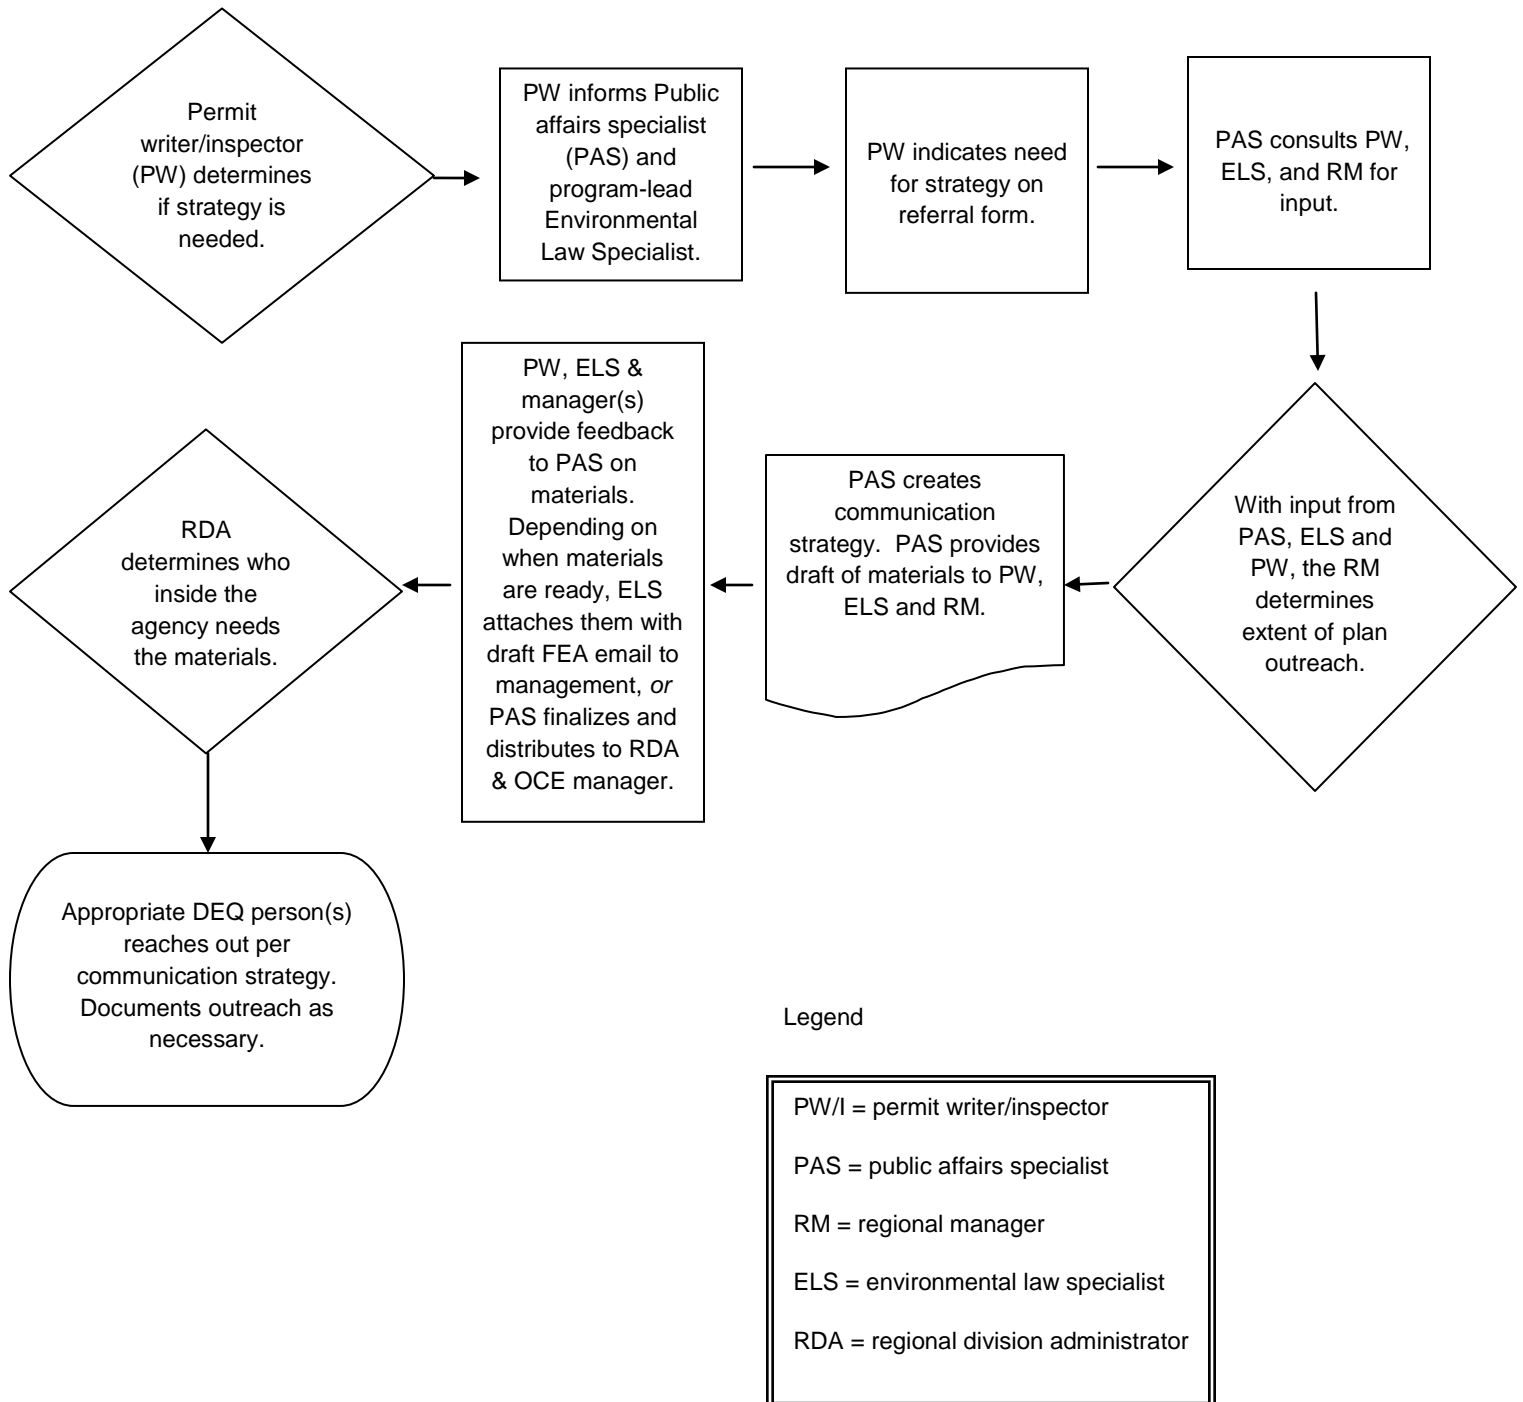 Permit
writer/inspector
(PW) determines
if strategy is
needed.
PW informs Public
affairs specialist
(PAS) and
program-lead
Environmental
Law Specialist.
PW indicates need
for strategy on
referral form.
PAS consults PW,
ELS, and RM for
input.
With input from
PAS, ELS and
PW, the RM
determines
extent of plan
outreach.
PAS creates
communication
strategy.  PAS provides
draft of materials to PW,
ELS and RM.
PW, ELS &
manager(s)
provide feedback
to PAS on
materials.
Depending on
when materials
are ready, ELS
attaches them with
draft FEA email to
management, or
PAS finalizes and
distributes to RDA
& OCE manager.
RDA
determines who
inside the
agency needs
the materials.
Appropriate DEQ person(s)
reaches out per
communication strategy.
Documents outreach as
necessary.
Legend
PW/I = permit writer/inspector
PAS = public affairs specialist
RM = regional manager
ELS = environmental law specialist
RDA = regional division administrator